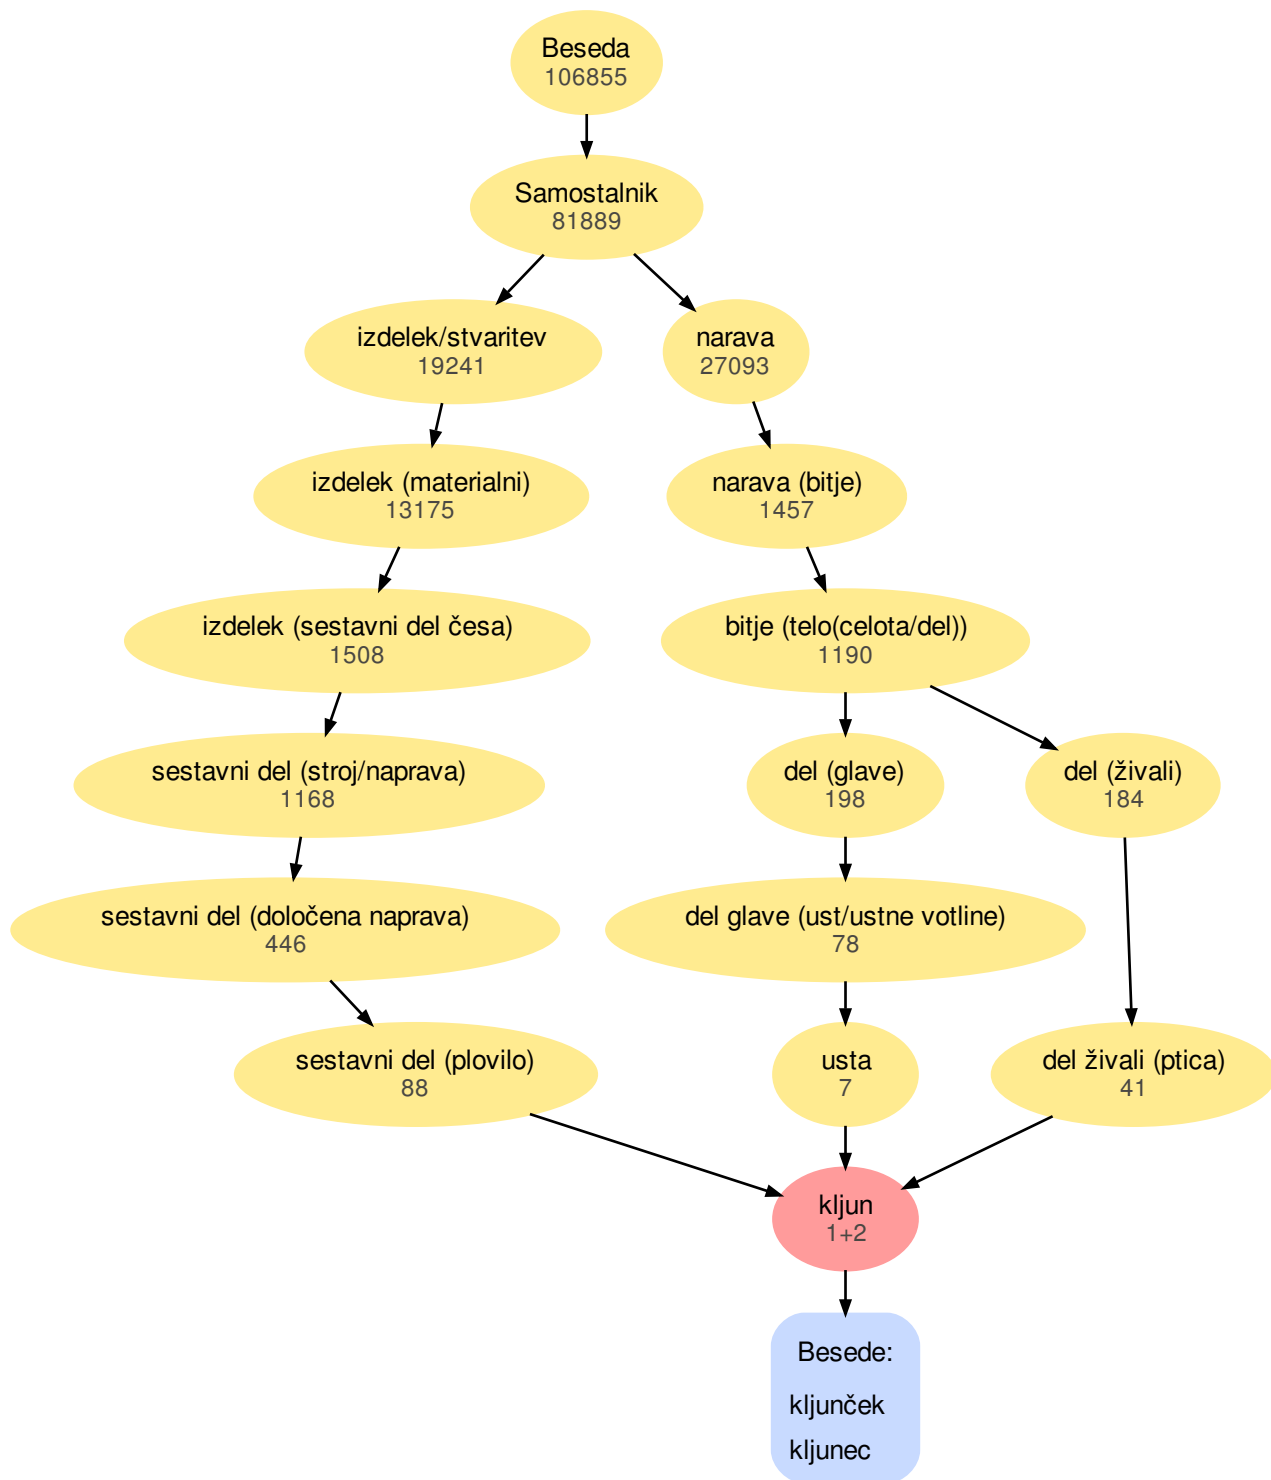 Beseda
106855
Samostalnik
81889
izdelek/stvaritev
19241
narava
27093
izdelek (materialni)
13175
narava (bitje)
1457
izdelek (sestavni del česa)
1508
bitje (telo(celota/del))
1190
sestavni del (stroj/naprava)
1168
del (glave)
198
del (živali)
184
sestavni del (določena naprava)
446
del glave (ust/ustne votline)
78
sestavni del (plovilo)
88
usta
7
del živali (ptica)
41
kljun
1+2
Besede:
kljunček
kljunec